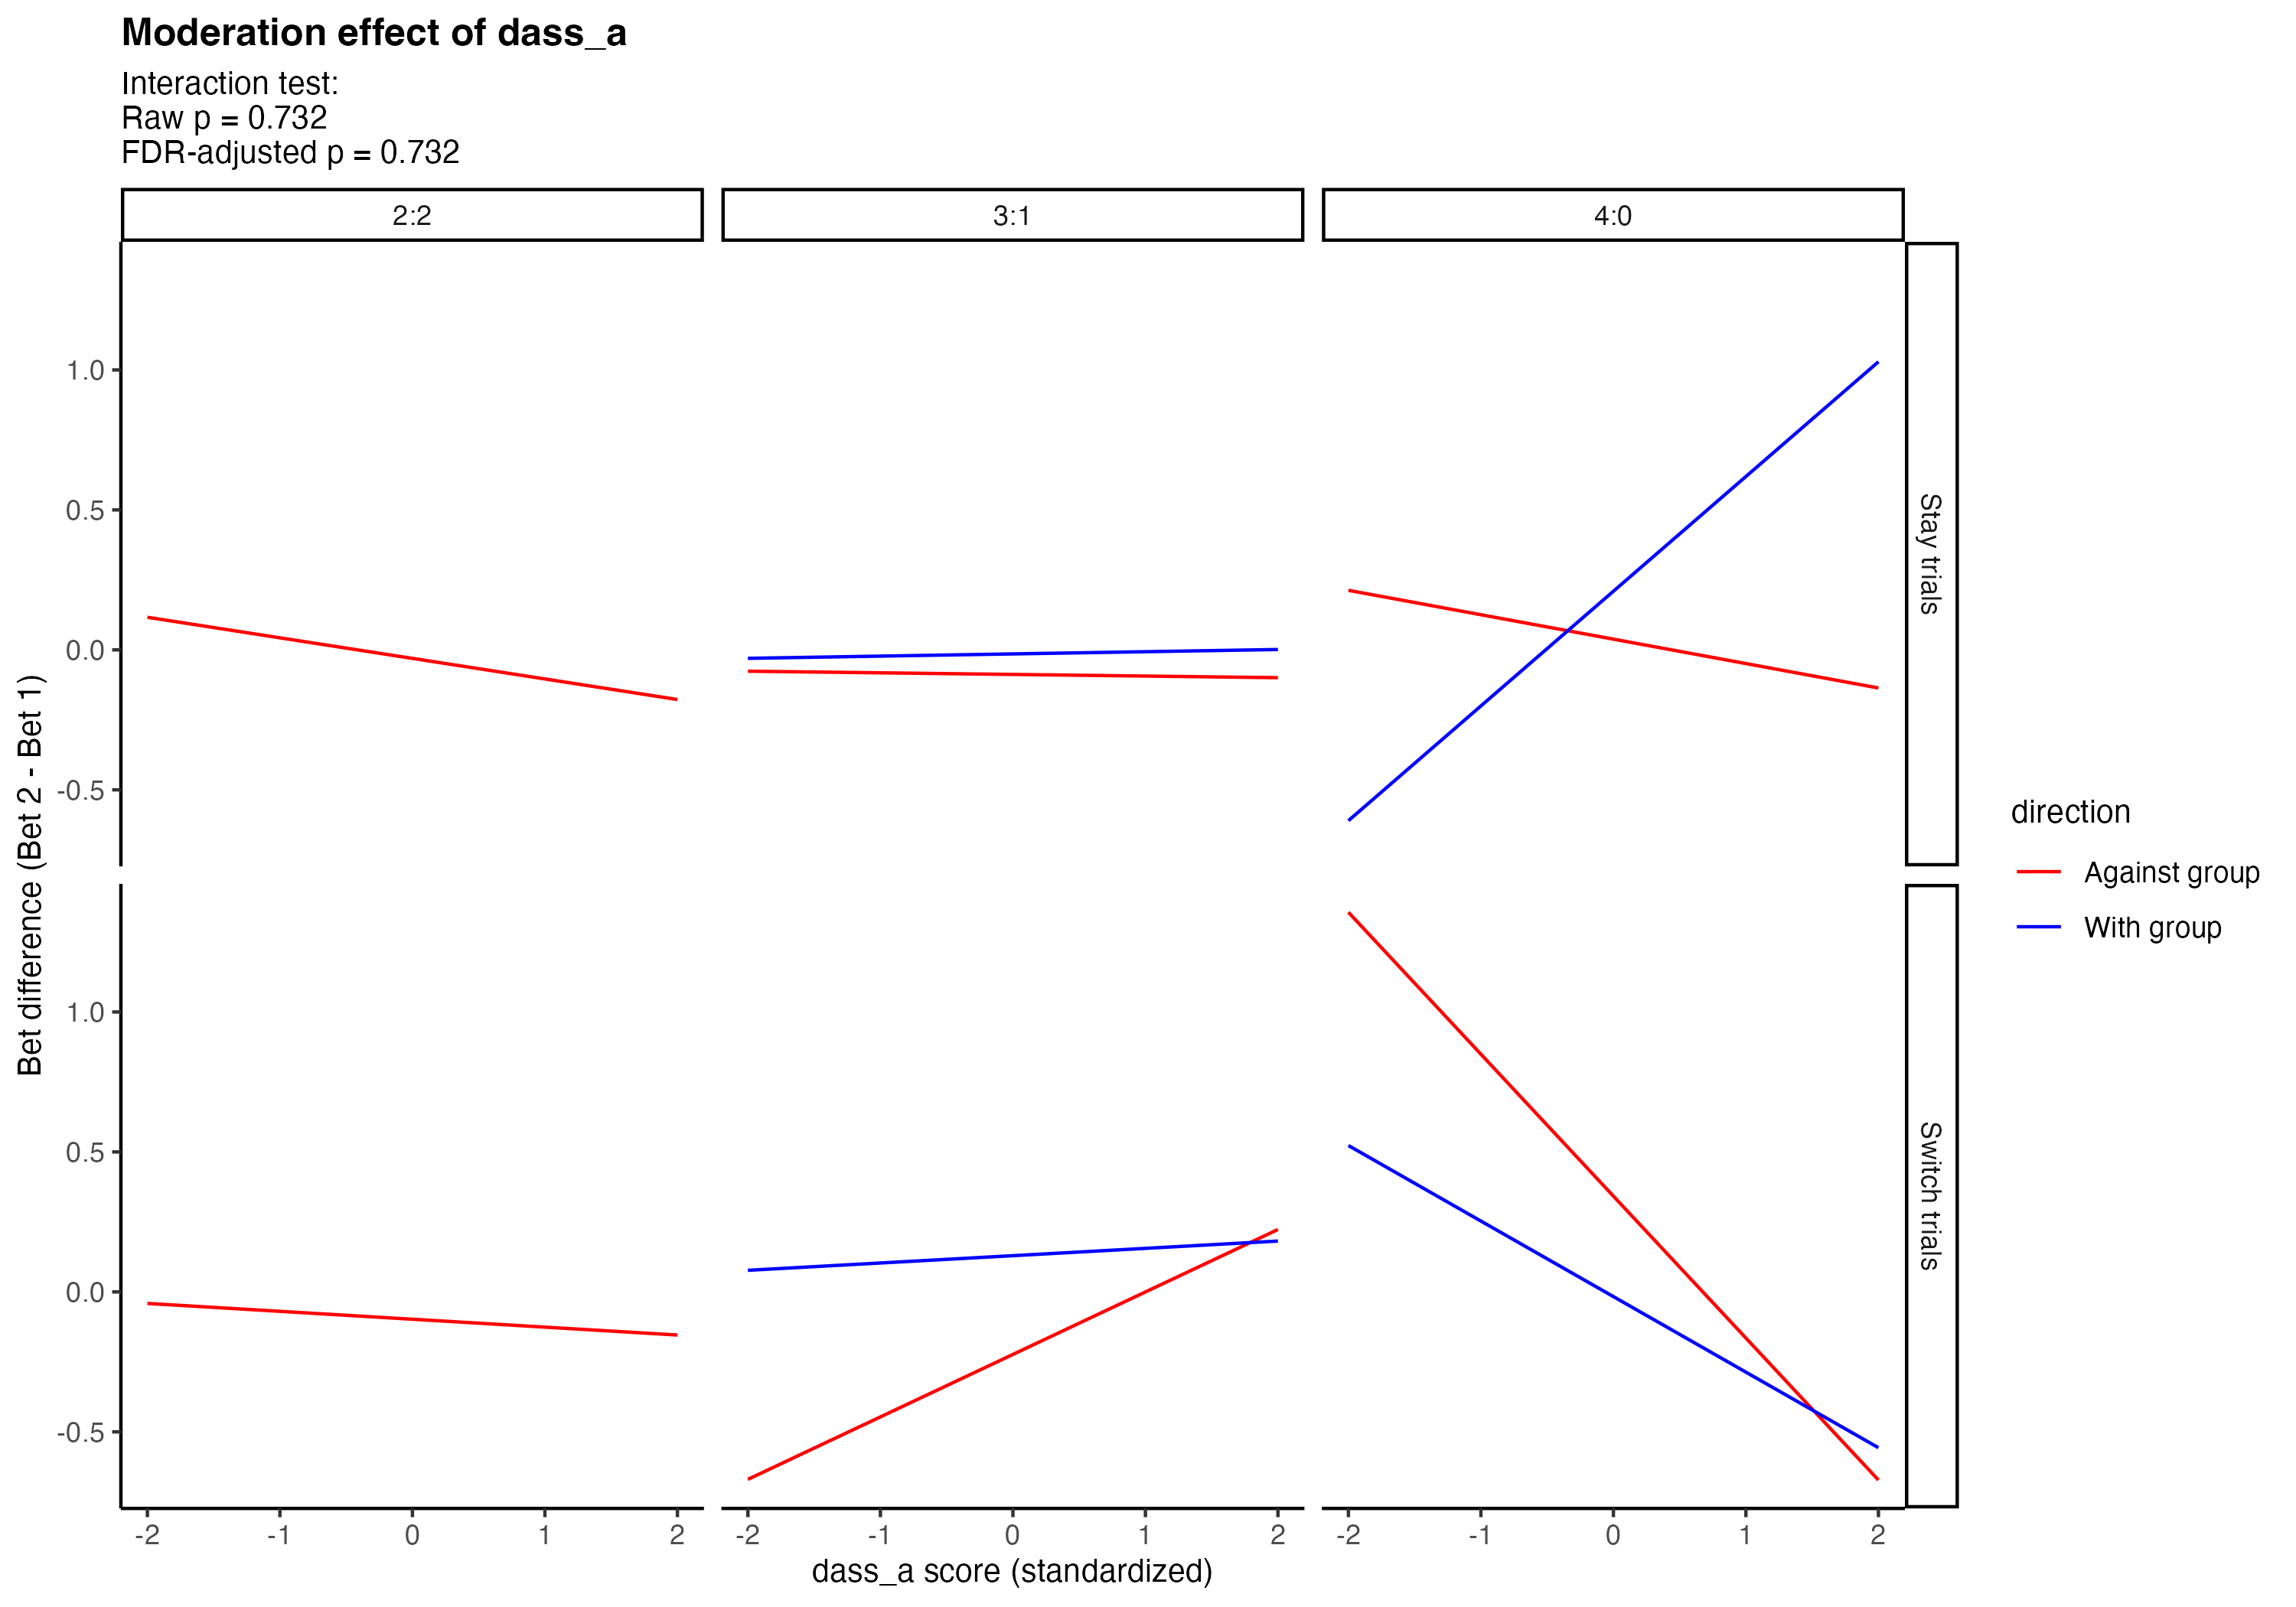 Moderation effect of dass_a
Interaction test:
Raw p = 0.732
FDR-adjusted p = 0.732
2:2
3:1
4:0
Stay trials
Switch trials
Bet difference (Bet 2 - Bet 1)
1.0
0.5
0.0
-0.5
1.0
0.5
0.0
-0.5
-2 -1 0 1 2
-2 -1 0 1 2
-2 -1 0 1 2
dass_a score (standardized)
direction
Against group
With group